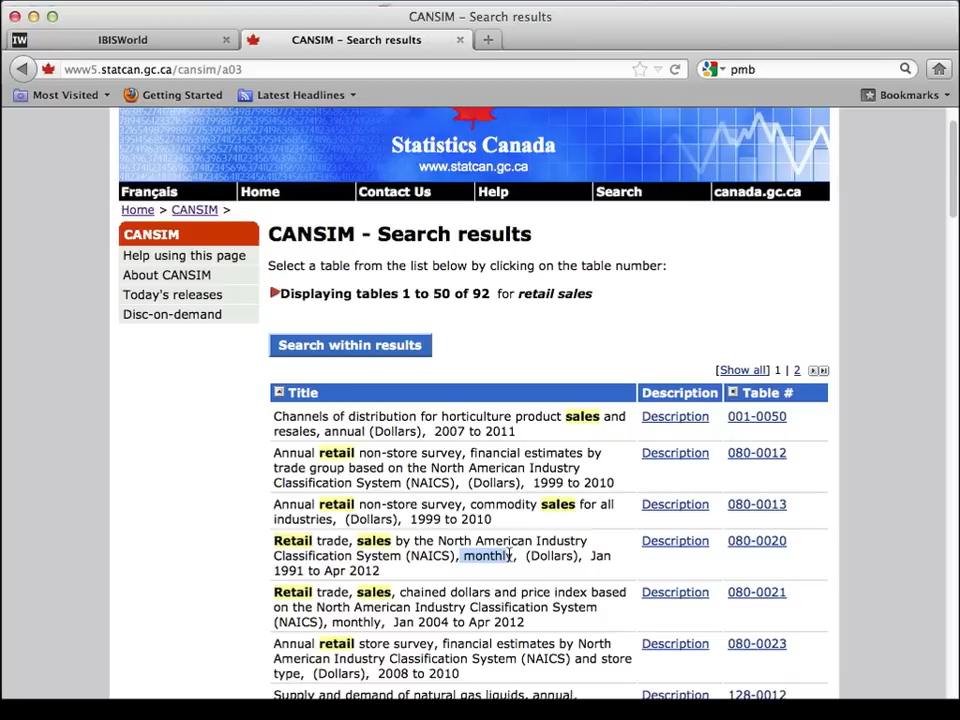 CANSIM – Search results
IW IBISWorld × CANSIM – Search results × +
www5.statcan.gc.ca/cansim/a03 pmb
Most Visited Getting Started Latest Headlines Bookmarks
Statistics Canada
www.statcan.gc.ca
Français Home Contact Us Help Search canada.gc.ca
Home > CANSIM >
CANSIM
Help using this page
About CANSIM
Today's releases
Disc-on-demand
CANSIM - Search results
Select a table from the list below by clicking on the table number:
Displaying tables 1 to 50 of 92 for retail sales
Search within results
[Show all] 1 | 2
Title Description Table #
Channels of distribution for horticulture product sales and Description 001-0050
resales, annual (Dollars), 2007 to 2011
Annual retail non-store survey, financial estimates by Description 080-0012
trade group based on the North American Industry
Classification System (NAICS), (Dollars), 1999 to 2010
Annual retail non-store survey, commodity sales for all Description 080-0013
industries, (Dollars), 1999 to 2010
Retail trade, sales by the North American Industry Description 080-0020
Classification System (NAICS), monthly, (Dollars), Jan
1991 to Apr 2012
Retail trade, sales, chained dollars and price index based Description 080-0021
on the North American Industry Classification System
(NAICS), monthly, Jan 2004 to Apr 2012
Annual retail store survey, financial estimates by North Description 080-0023
American Industry Classification System (NAICS) and store
type, (Dollars), 2008 to 2010
Supply and demand of natural gas liquids, annual, Description 128-0012